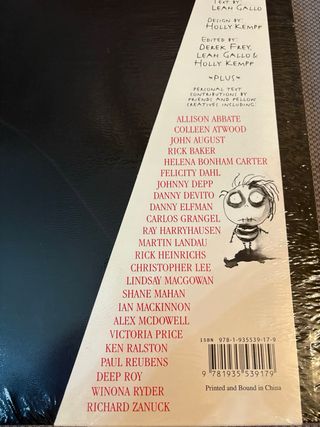 TEXT BY:
LEAH GALLO
DESIGN BY:
HOLLY KEMPF
EDITED BY:
DEREK FREY,
LEAH GALLO &
HOLLY KEMPF
*PLUS*
PERSONAL TEXT
CONTRIBUTIONS BY
FRIENDS AND FELLOW
CREATIVES INCLUDING:
ALLISON ABBATE
COLLEEN ATWOOD
JOHN AUGUST
RICK BAKER
HELENA BONHAM CARTER
FELICITY DAHL
JOHNNY DEPP
DANNY DEVITO
DANNY ELFMAN
CARLOS GRANGEL
RAY HARRYHAUSEN
MARTIN LANDAU
RICK HEINRICHS
CHRISTOPHER LEE
LINDSAY MACGOWAN
SHANE MAHAN
IAN MACKINNON
ALEX MCDOWELL
VICTORIA PRICE
KEN RALSTON
PAUL REUBENS
DEEP ROY
WINONA RYDER
RICHARD ZANUCK
ISBN 978-1-935539-17-9
9 781935 539179
Printed and Bound in China